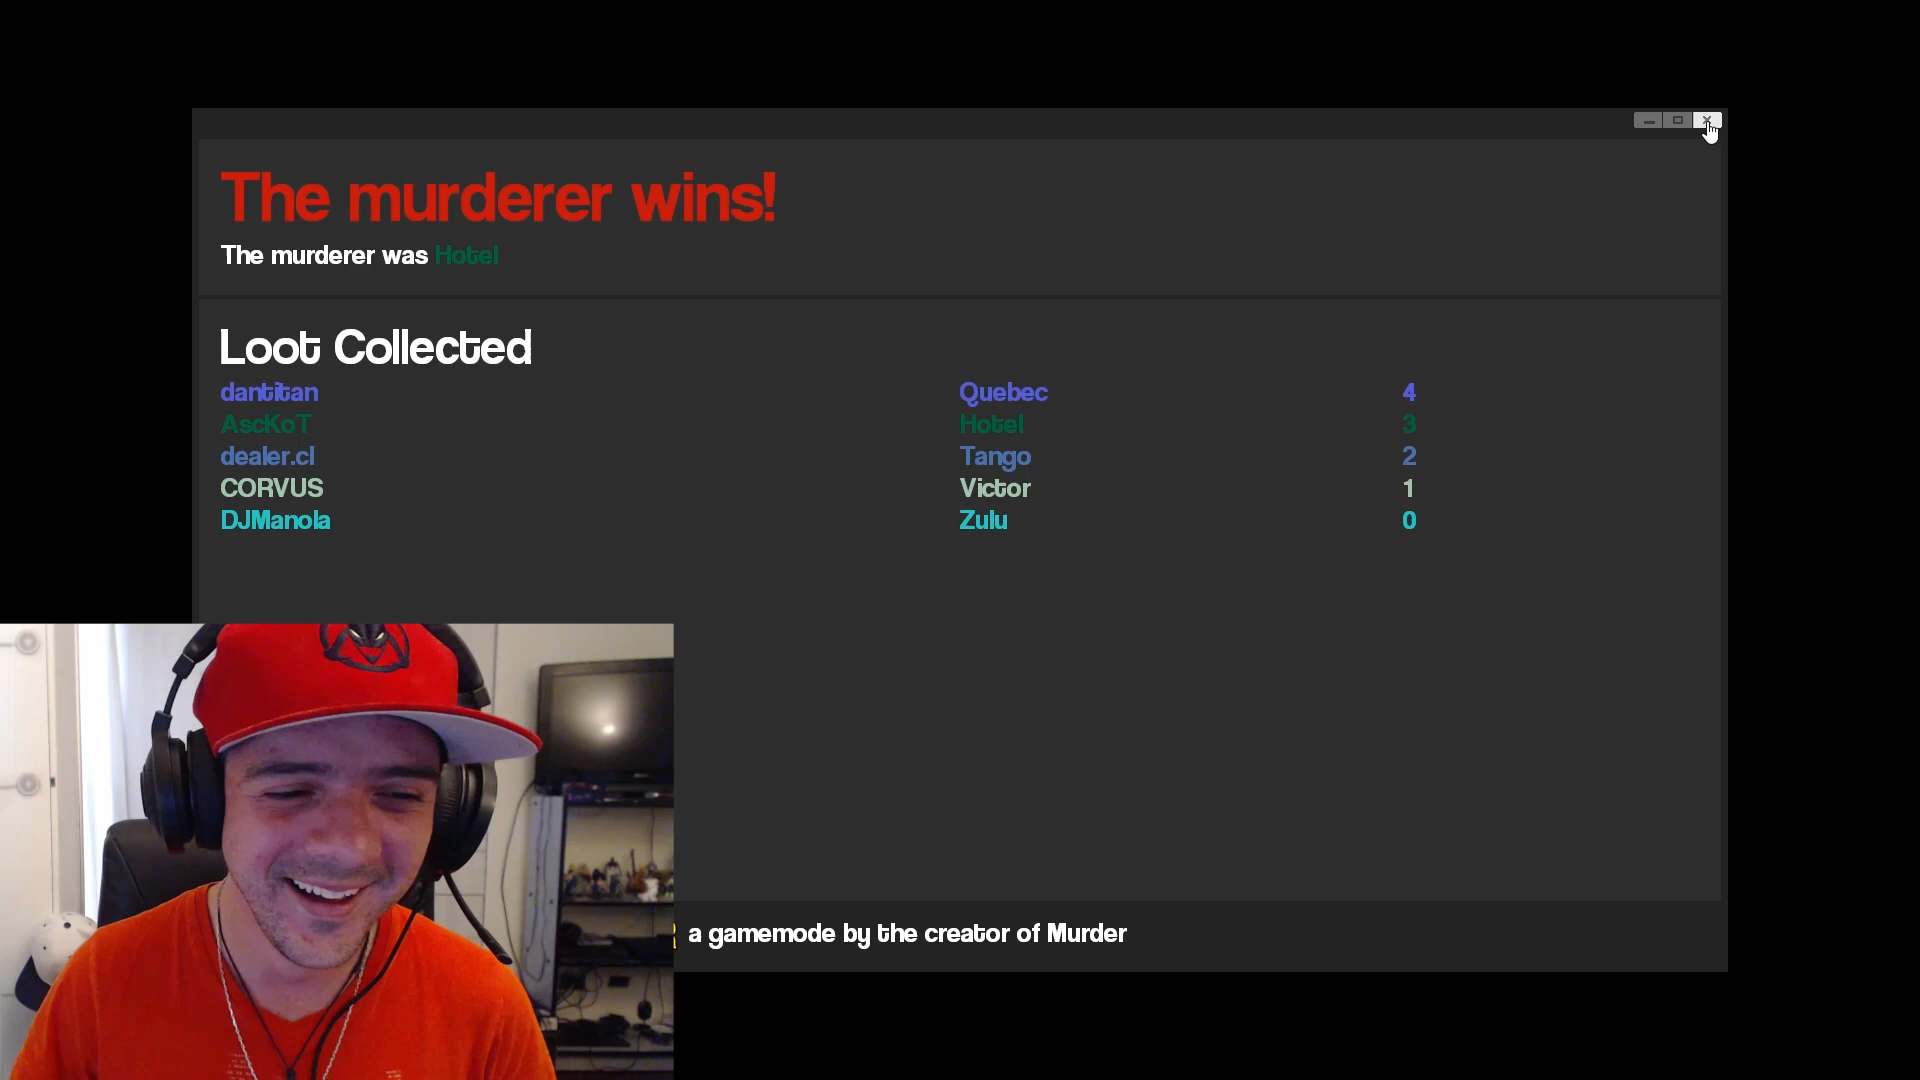 The murderer wins!
The murderer was Hotel
Loot Collected
dantitan Quebec 4
AscKoT Hotel 3
dealer.cl Tango 2
CORVUS Victor 1
DJManola Zulu 0
a gamemode by the creator of Murder